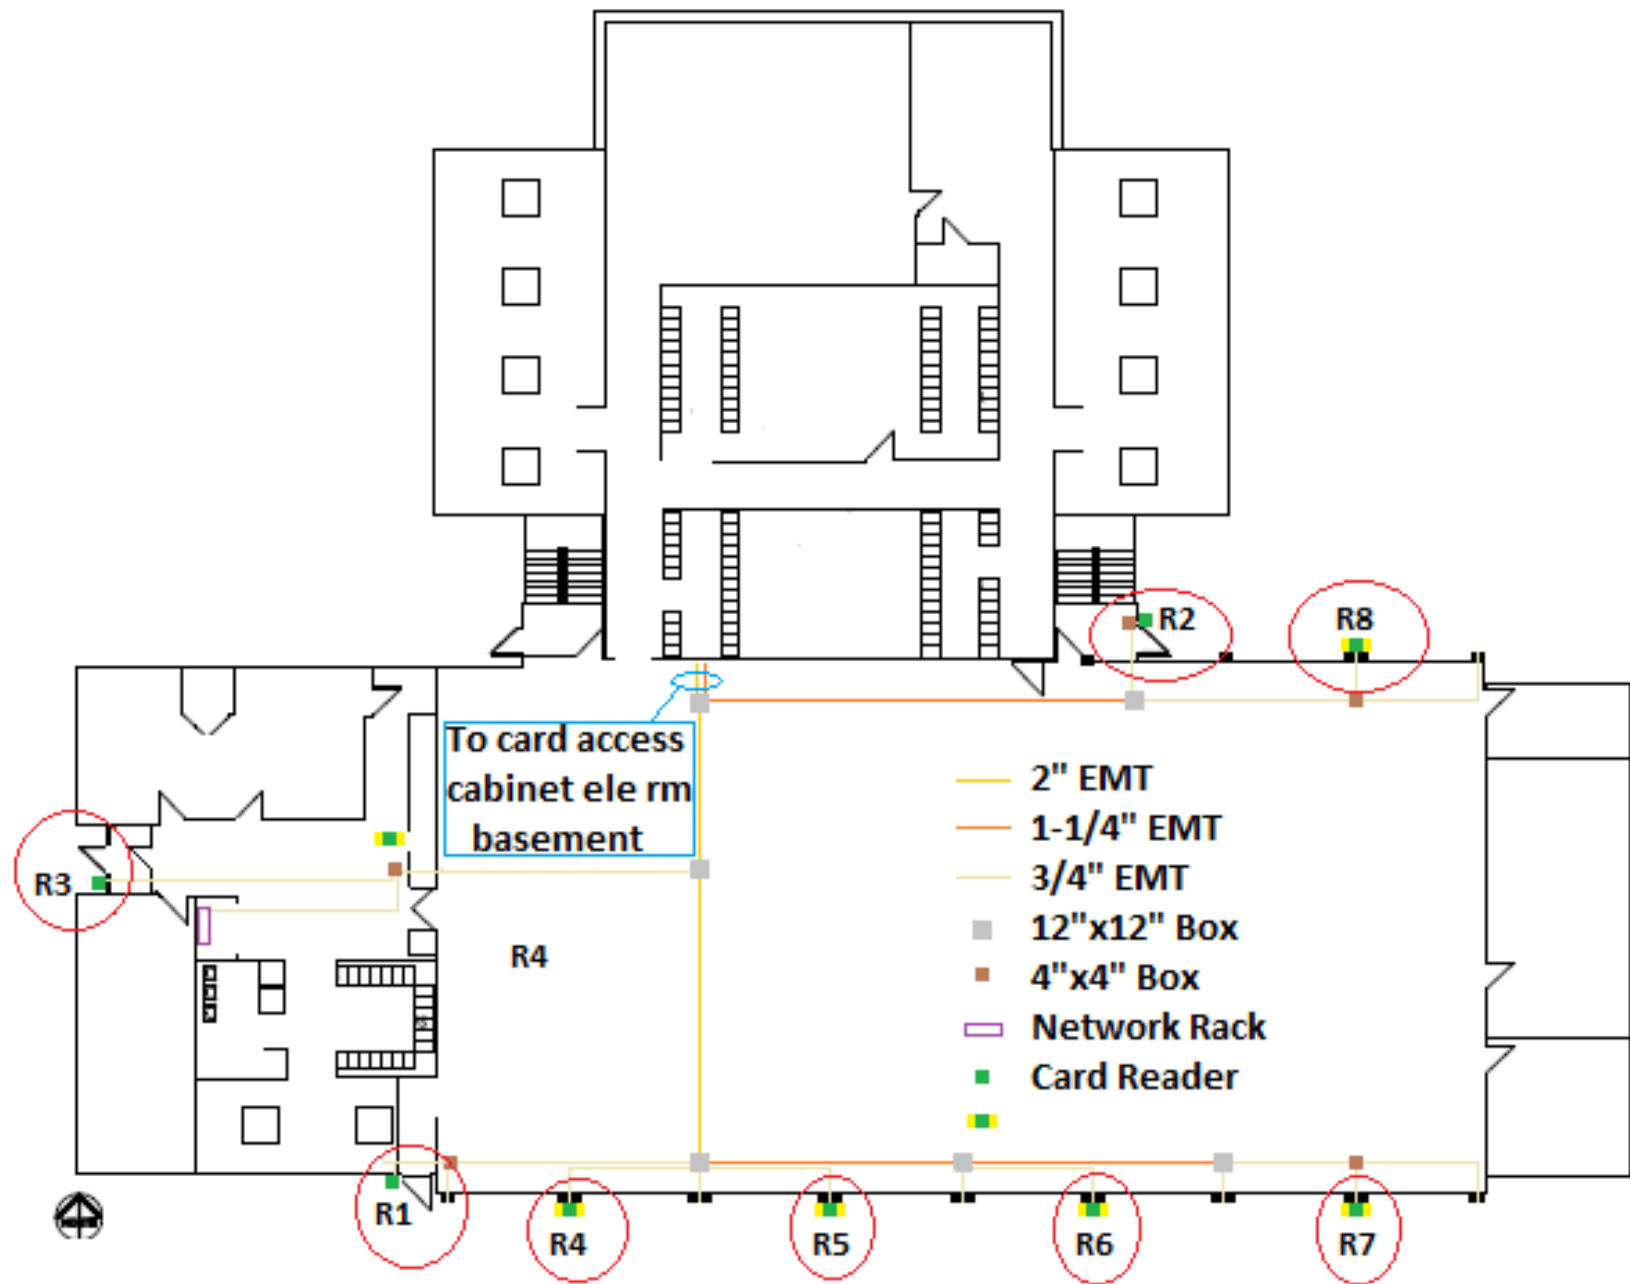 R2
R8
To card access
cabinet ele rm
basement
2" EMT
1-1/4" EMT
3/4" EMT
12"x12" Box
4"x4" Box
Network Rack
Card Reader
R3
R4
R1
R4
R5
R6
R7